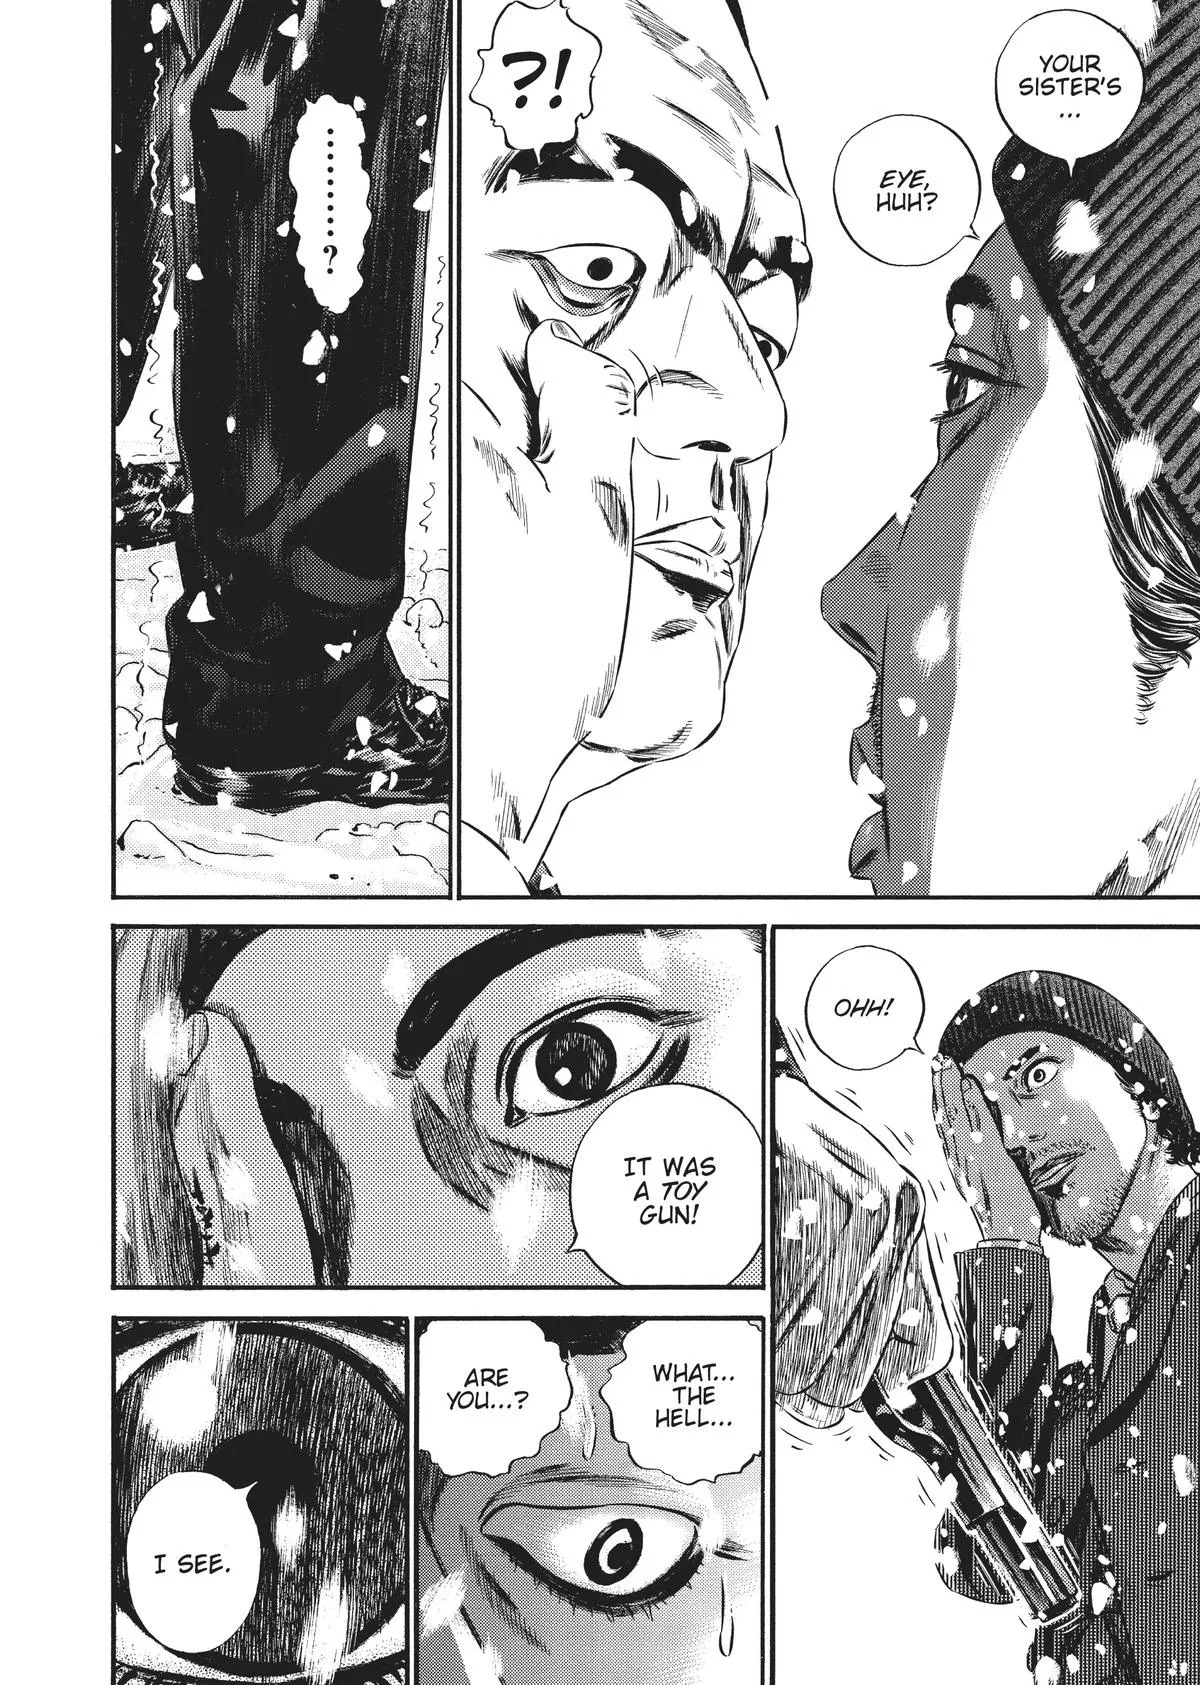 YOUR
SISTER'S
...
EYE,
HUH?
?!
.........?
OHH!
IT WAS
A TOY
GUN!
WHAT...
THE
HELL...
ARE
YOU...?
I SEE.